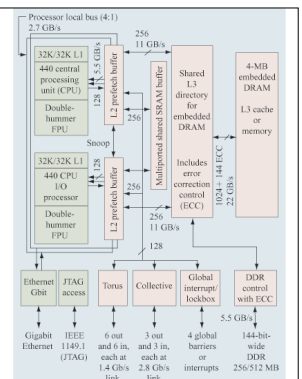 Processor local bus (4:1)
2.7 GB/s
256
11 GB/s
32K/32K L1
440 central
processing
unit (CPU)
Double-
hummer
FPU
5.5 GB/s
128
L2 prefetch buffer
256
Snoop
256
Multiported shared SRAM buffer
Shared
L3
directory
for
embedded
DRAM
Includes
error
correction
control
(ECC)
1024+ 144 ECC
22 GB/s
4-MB
embedded
DRAM
L3 cache
or
memory
32K/32K L1
440 CPU
I/O
processor
Double-
hummer
FPU
128
L2 prefetch buffer
256
11 GB/s
128
Ethernet
Gbit
JTAG
access
Torus
Collective
Global
interrupt/
lockbox
DDR
control
with ECC
5.5 GB/s
Gigabit
Ethernet
IEEE
1149.1
(JTAG)
6 out
and 6 in,
each at
1.4 Gb/s
link
3 out
and 3 in,
each at
2.8 Gb/s
link
4 global
barriers
or
interrupts
144-bit-
wide
DDR
256/512 MB